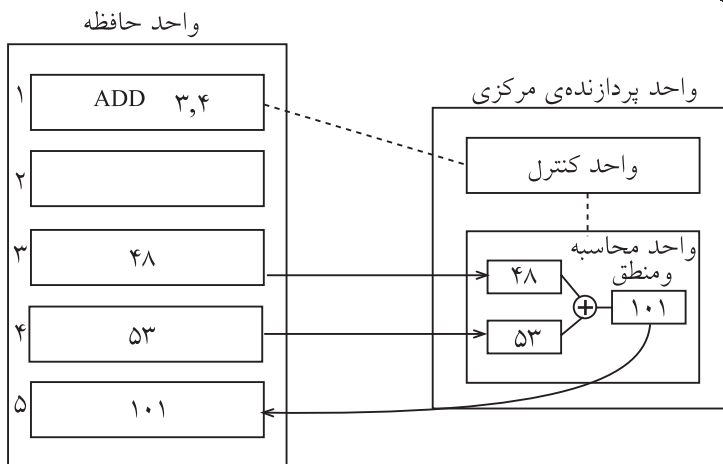 واحد حافظه
۱
ADD ۳,۴
۲
۳
۴۸
۴
۵۳
۵
۱۰۱
واحد پردازنده‌ی مرکزی
واحد کنترل
واحد محاسبه
ومنطق
۴۸
۵۳
+
۱۰۱